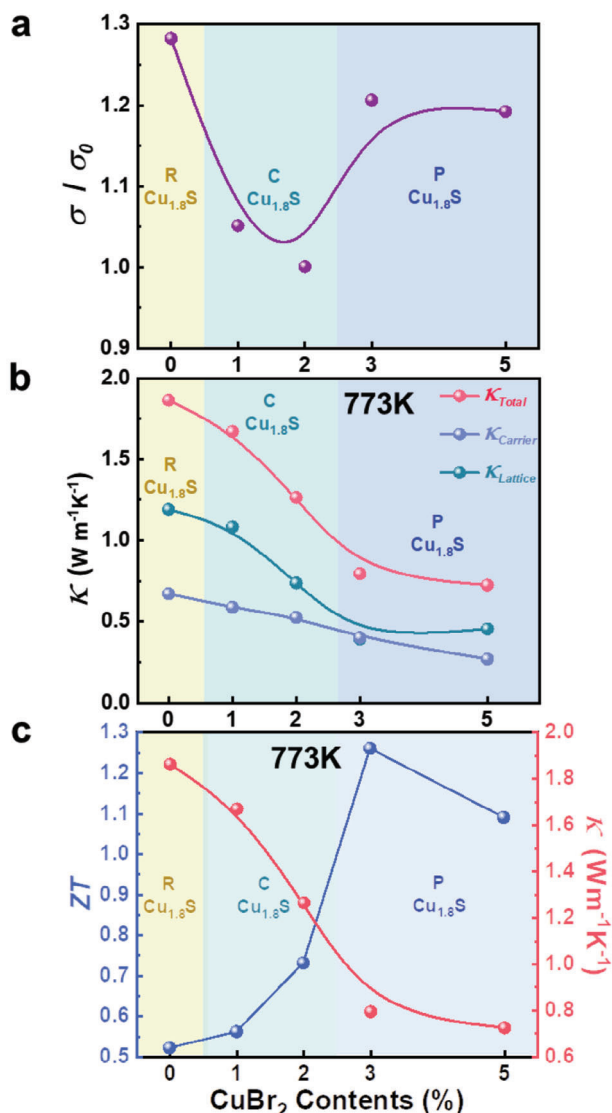 a
1.3
1.2
1.1
1.0
0.9
σ / σ₀
R
Cu₁.₈S
C
Cu₁.₈S
P
Cu₁.₈S
0 1 2 3 5
b
2.0
1.5
1.0
0.5
0.0
κ (W m⁻¹K⁻¹)
773K
R
Cu₁.₈S
C
Cu₁.₈S
P
Cu₁.₈S
κTotal
κCarrier
κLattice
0 1 2 3 5
c
1.3
1.2
1.1
1.0
0.9
0.8
0.7
0.6
0.5
ZT
773K
R
Cu₁.₈S
C
Cu₁.₈S
P
Cu₁.₈S
2.0
1.8
1.6
1.4
1.2
1.0
0.8
0.6
κ (Wm⁻¹K⁻¹)
0 1 2 3 5
CuBr₂ Contents (%)